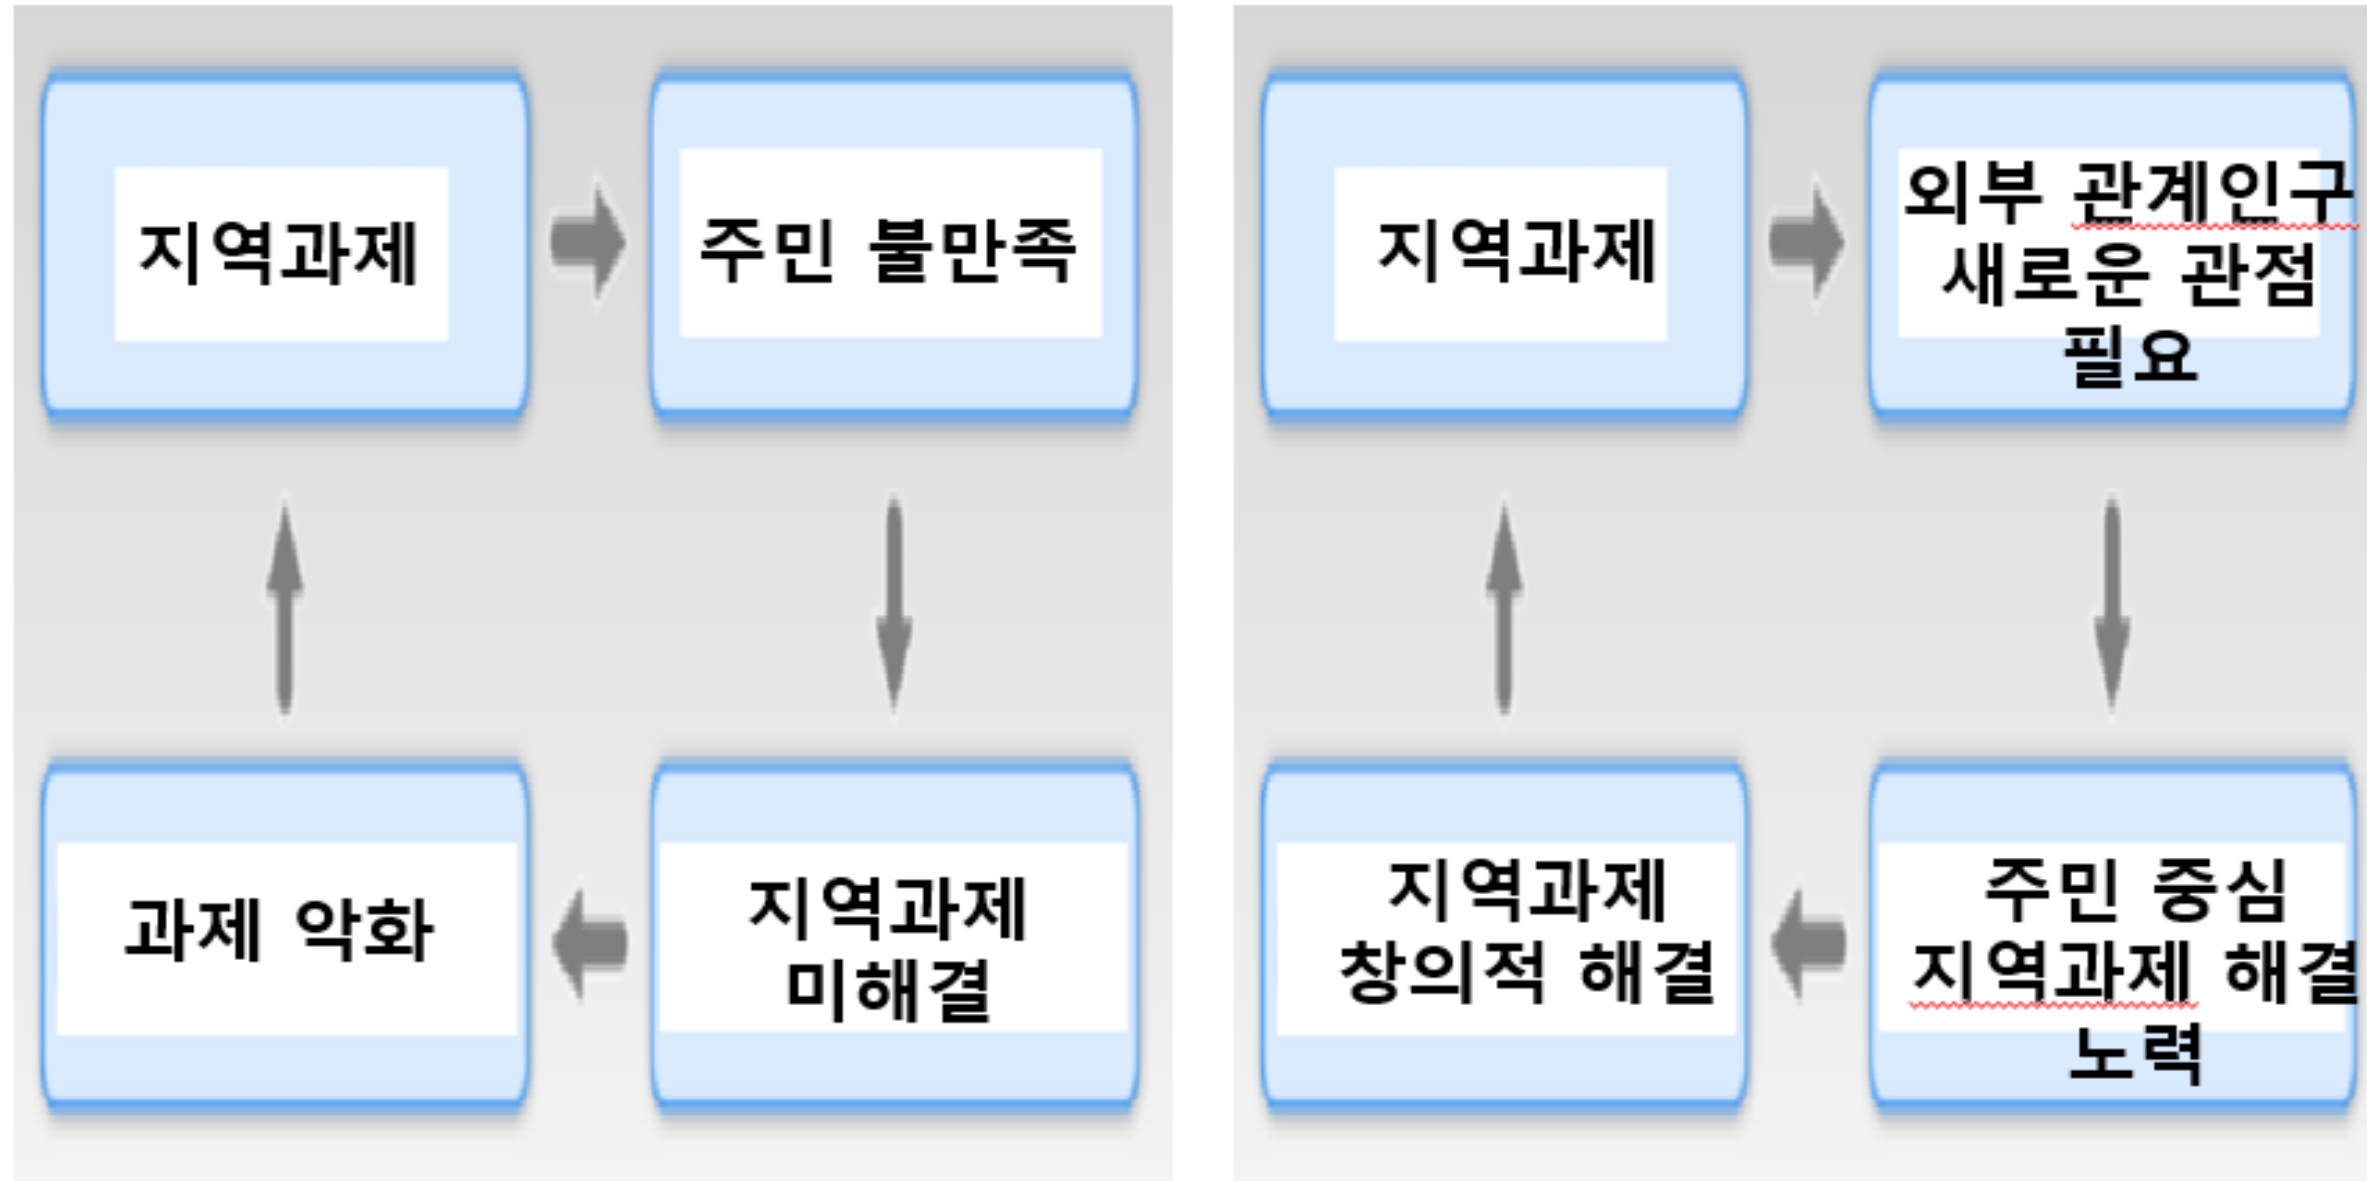 지역과제
주민 불만족
과제 악화
지역과제
미해결
지역과제
외부 관계인구
새로운 관점
필요
지역과제
창의적 해결
주민 중심
지역과제 해결
노력